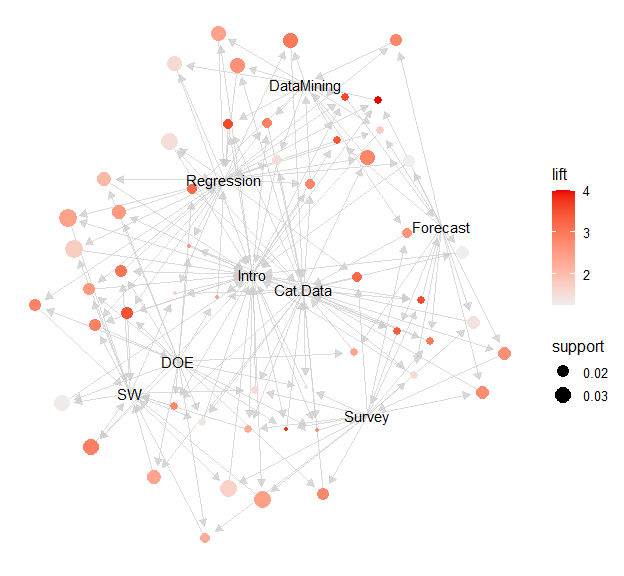 DataMining
Regression
Forecast
Intro
Cat.Data
DOE
SW
Survey
lift
4
3
2
support
0.02
0.03